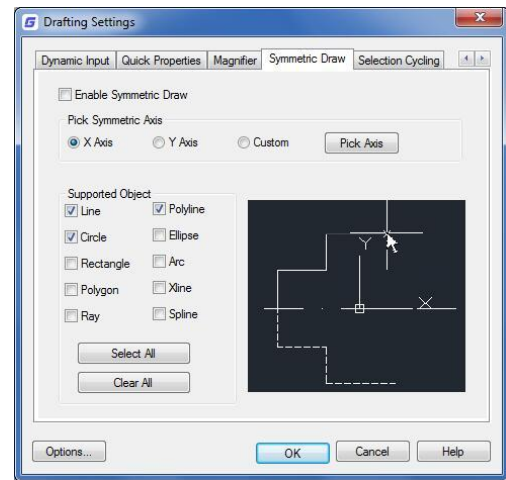 Drafting Settings
Dynamic Input Quick Properties Magnifier Symmetric Draw Selection Cycling
Enable Symmetric Draw
Pick Symmetric Axis
X Axis Y Axis Custom Pick Axis
Supported Object
Line Polyline
Circle Ellipse
Rectangle Arc
Polygon Xline
Ray Spline
Select All
Clear All
Y
X
Options... OK Cancel Help